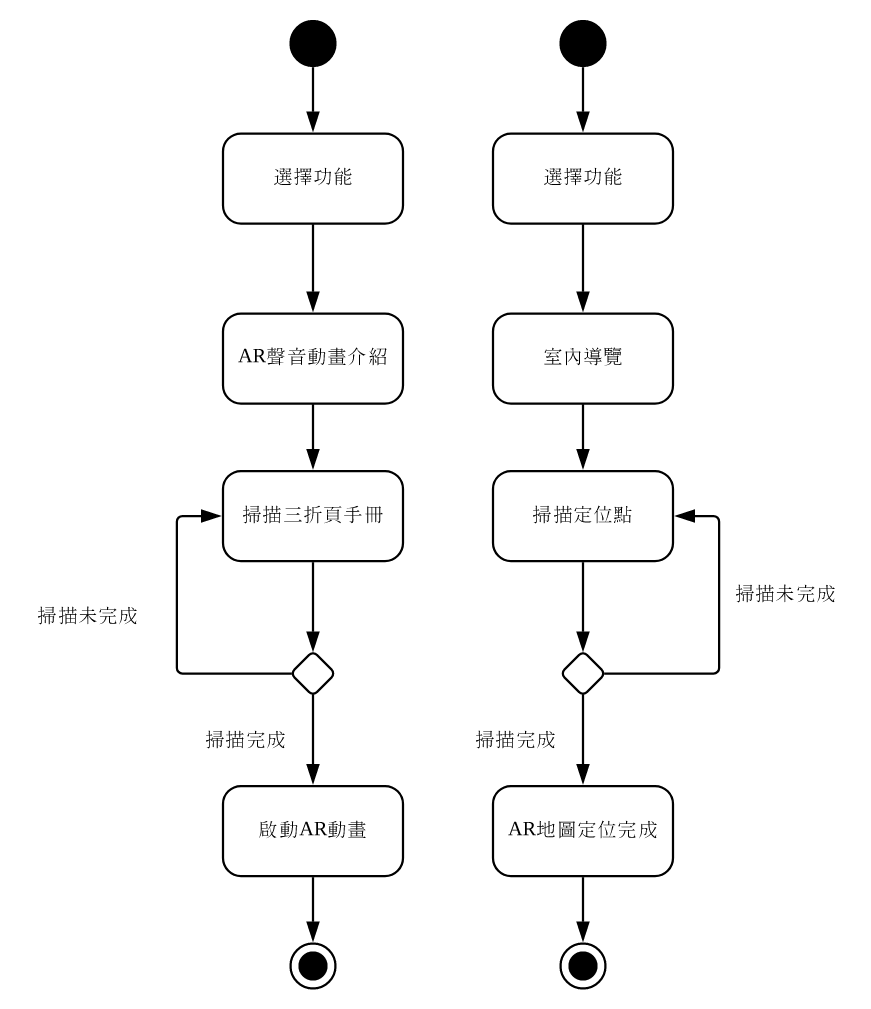 選擇功能
AR聲音動畫介紹
掃描三折頁手冊
掃描未完成
掃描完成
啟動AR動畫
選擇功能
室內導覽
掃描定位點
掃描未完成
掃描完成
AR地圖定位完成